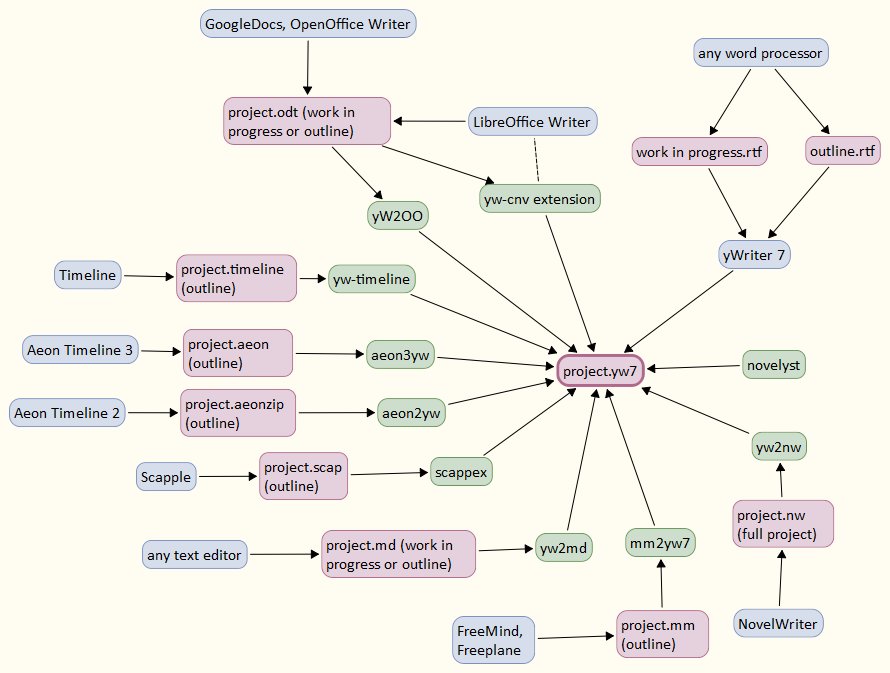 GoogleDocs, OpenOffice Writer
any word processor
project.odt (work in
progress or outline)
LibreOffice Writer
work in progress.rtf
outline.rtf
yW2OO
yw-cnv extension
yWriter 7
Timeline
project.timeline
(outline)
yw-timeline
Aeon Timeline 3
project.aeon
(outline)
aeon3yw
project.yw7
novelyst
Aeon Timeline 2
project.aeonzip
(outline)
aeon2yw
yw2nw
Scapple
project.scap
(outline)
scappex
project.nw
(full project)
any text editor
project.md (work in
progress or outline)
yw2md
mm2yw7
FreeMind,
Freeplane
project.mm
(outline)
NovelWriter